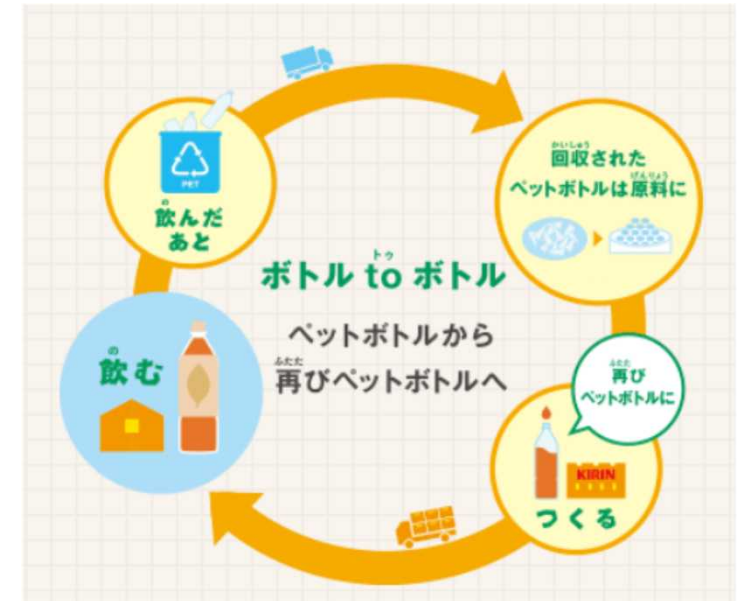 飲んだ
あと
PET
回収された
ペットボトルは原料に
ボトル to ボトル
ペットボトルから
再びペットボトルへ
再び
ペットボトルに
KIRIN
つくる
飲む